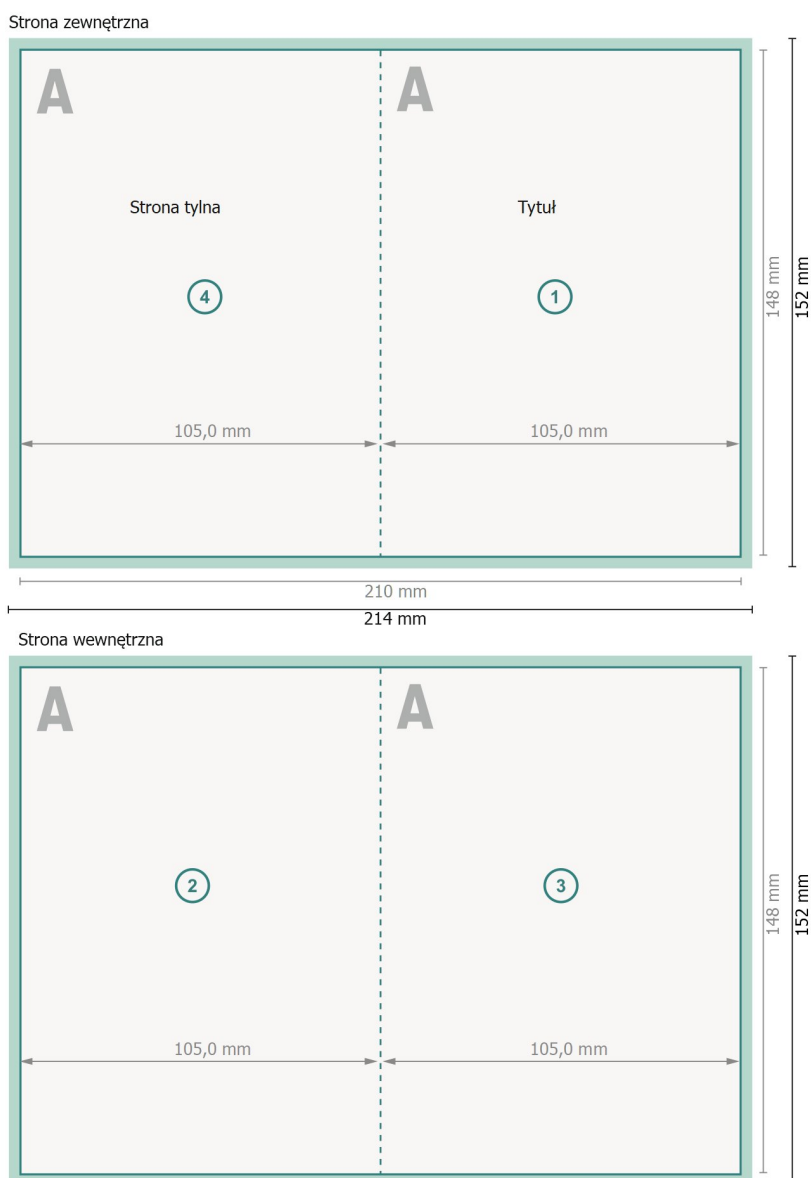 Strona zewnętrzna
A A
Strona tylna Tytuł
4 1
148 mm
152 mm
105,0 mm 105,0 mm
210 mm
214 mm
Strona wewnętrzna
A A
2 3
148 mm
152 mm
105,0 mm 105,0 mm